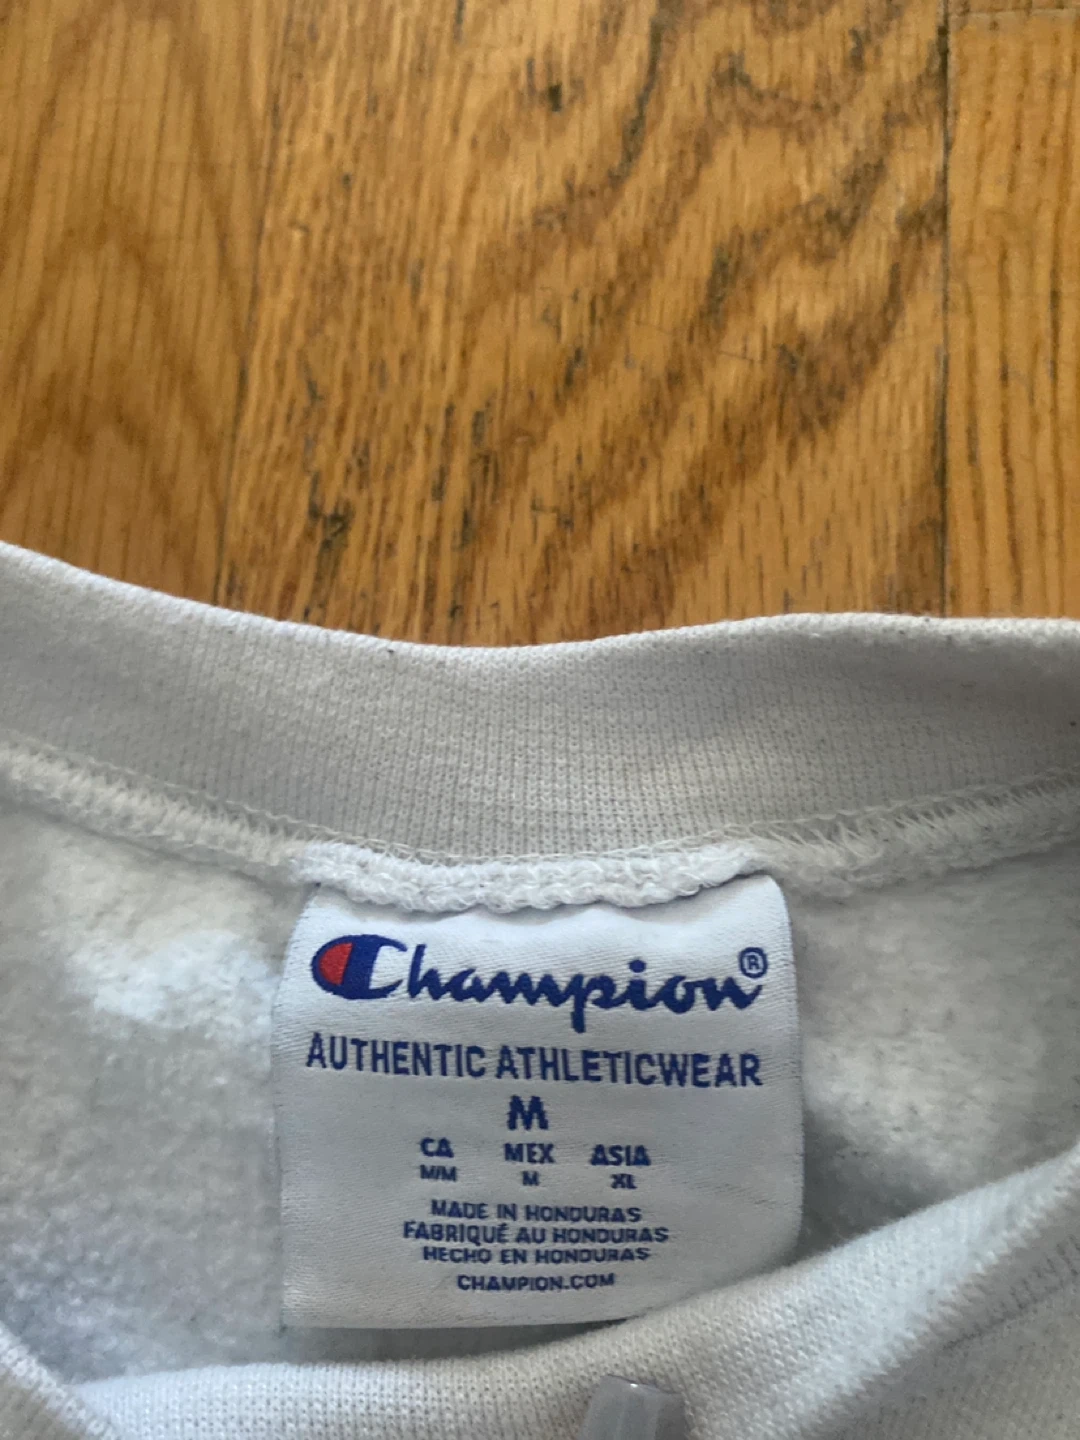 Champion®
AUTHENTIC ATHLETICWEAR
M
CA MEX ASIA
M/M M XL
MADE IN HONDURAS
FABRIQUÉ AU HONDURAS
HECHO EN HONDURAS
CHAMPION.COM